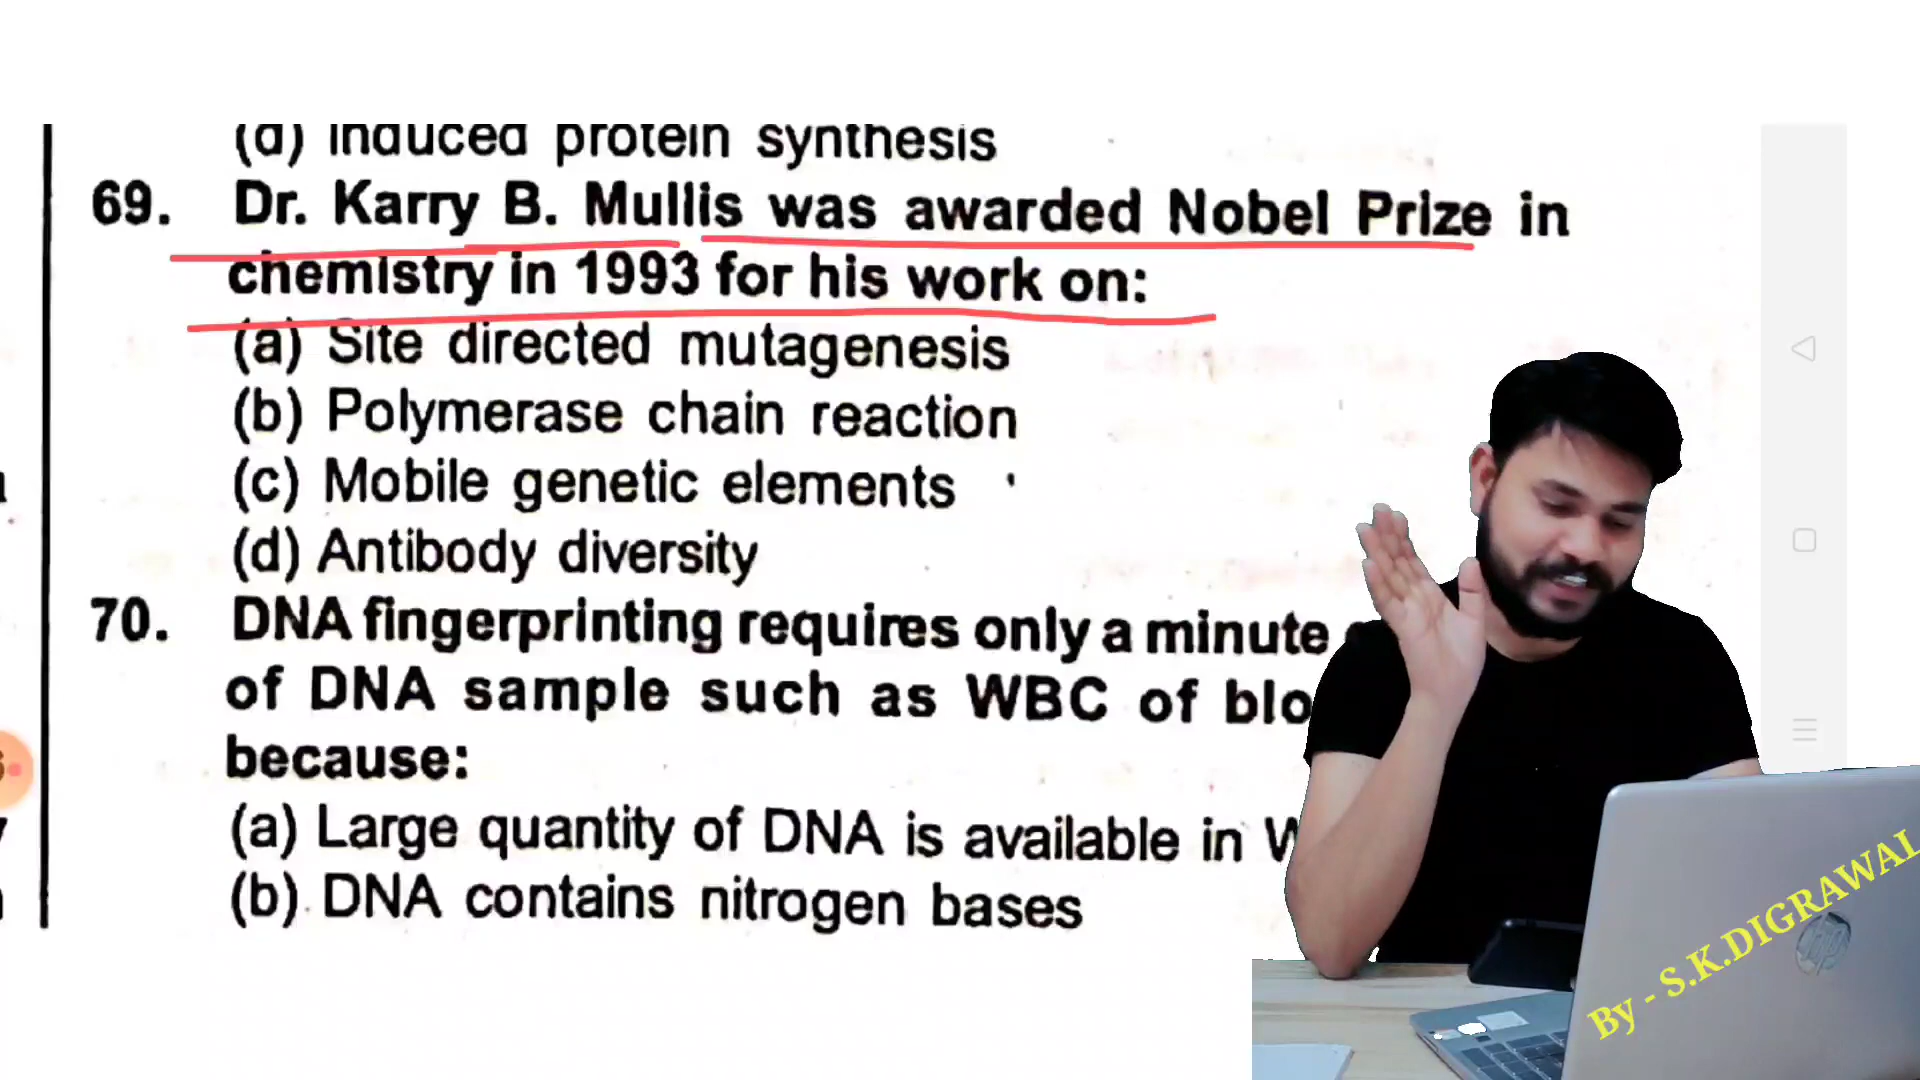 (d) Induced protein synthesis
69. Dr. Karry B. Mullis was awarded Nobel Prize in
chemistry in 1993 for his work on:
(a) Site directed mutagenesis
(b) Polymerase chain reaction
(c) Mobile genetic elements
(d) Antibody diversity
70. DNA fingerprinting requires only a minute
of DNA sample such as WBC of
because:
(a) Large quantity of DNA is available in
(b) DNA contains nitrogen bases
By - S.K.DIGRAWAL
hp